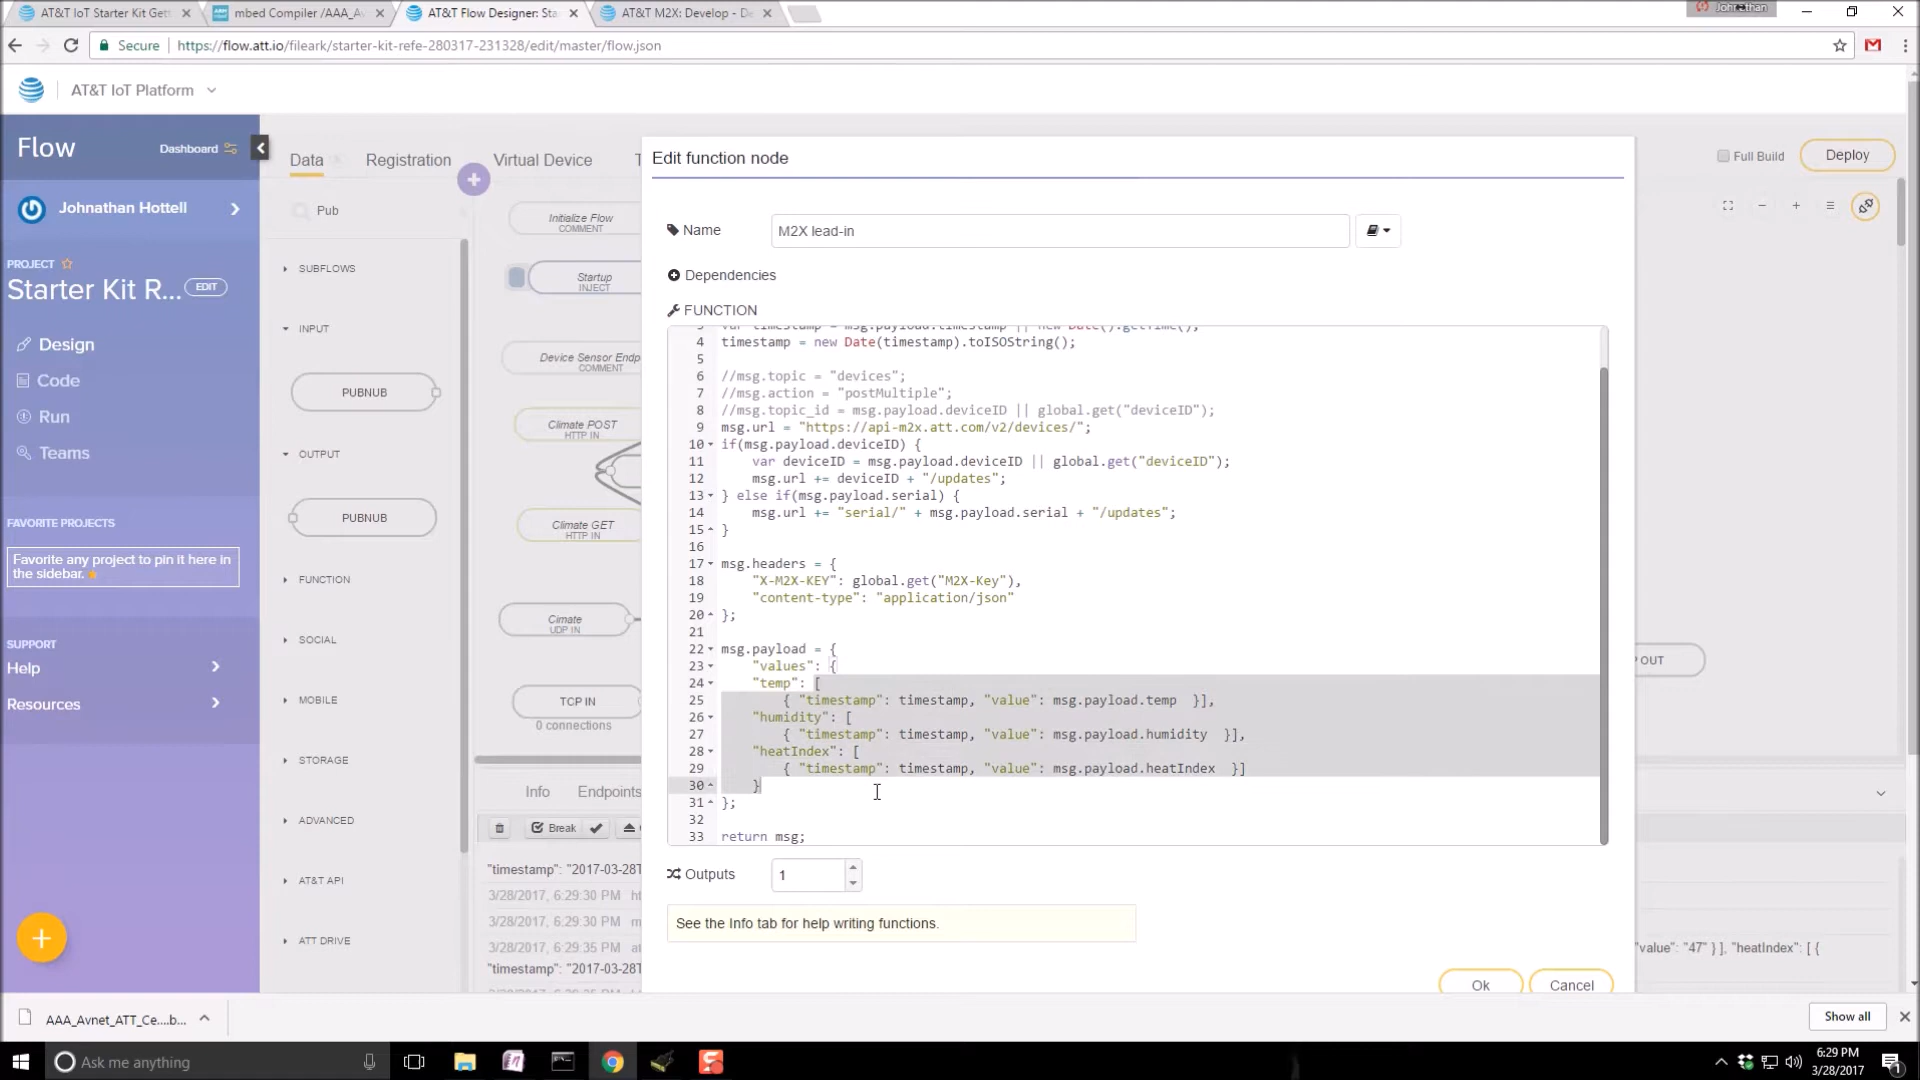 AT&T IoT Starter Kit Gett
mbed Compiler /AAA_A
AT&T Flow Designer: Sta
AT&T M2X: Develop - De
Johnathan
Secure
https://flow.att.io/fileark/starter-kit-refe-280317-231328/edit/master/flow.json
AT&T IoT Platform
Flow
Dashboard
Johnathan Hottell
PROJECT
Starter Kit R...
EDIT
Design
Code
Run
Teams
FAVORITE PROJECTS
Favorite any project to pin it here in
the sidebar.
SUPPORT
Help
Resources
Data
Registration
Virtual Device
Pub
SUBFLOWS
INPUT
PUBNUB
OUTPUT
PUBNUB
FUNCTION
SOCIAL
MOBILE
STORAGE
ADVANCED
AT&T API
ATT DRIVE
Initialize Flow
COMMENT
Startup
INJECT
Device Sensor Endp
COMMENT
Climate POST
HTTP IN
Climate GET
HTTP IN
Cimate
UDP IN
TCP IN
0 connections
Info
Endpoints
Break
"timestamp": "2017-03-28T
3/28/2017, 6:29:30 PM
3/28/2017, 6:29:30 PM
3/28/2017, 6:29:35 PM
"timestamp": "2017-03-28T
Edit function node
Name
M2X lead-in
Dependencies
FUNCTION
3 var timestamp = msg.payload.timestamp || new Date().getTime();
4 timestamp = new Date(timestamp).toISOString();
5
6 //msg.topic = "devices";
7 //msg.action = "postMultiple";
8 //msg.topic_id = msg.payload.deviceID || global.get("deviceID");
9 msg.url = "https://api-m2x.att.com/v2/devices/";
10 if(msg.payload.deviceID) {
11 var deviceID = msg.payload.deviceID || global.get("deviceID");
12 msg.url += deviceID + "/updates";
13 } else if(msg.payload.serial) {
14 msg.url += "serial/" + msg.payload.serial + "/updates";
15 }
16
17 msg.headers = {
18 "X-M2X-KEY": global.get("M2X-Key"),
19 "content-type": "application/json"
20 };
21
22 msg.payload = {
23 "values": {
24 "temp": [
25 { "timestamp": timestamp, "value": msg.payload.temp }],
26 "humidity": [
27 { "timestamp": timestamp, "value": msg.payload.humidity }],
28 "heatIndex": [
29 { "timestamp": timestamp, "value": msg.payload.heatIndex }]
30 }
31 };
32
33 return msg;
Outputs
1
See the Info tab for help writing functions.
Ok
Cancel
Full Build
Deploy
OUT
"value": "47" } ], "heatIndex": [ {
AAA_Avnet_ATT_Ce....b...
Show all
Ask me anything
6:29 PM
3/28/2017